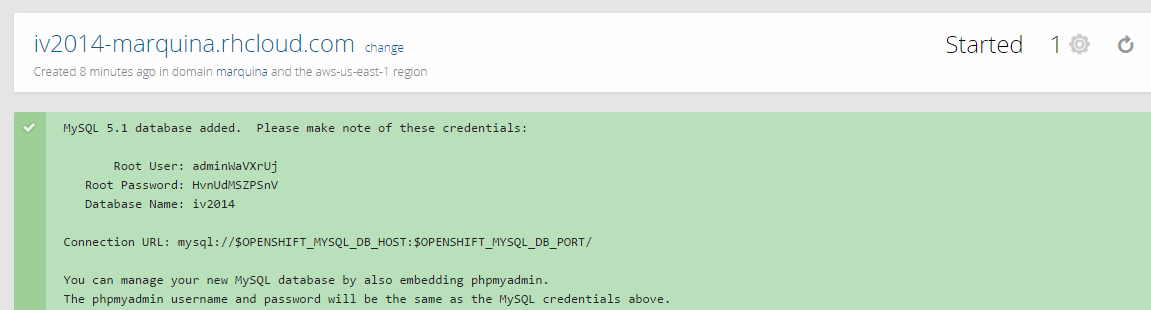 iv2014-marquina.rhcloud.com change
Started 1
Created 8 minutes ago in domain marquina and the aws-us-east-1 region
MySQL 5.1 database added. Please make note of these credentials:
Root User: adminWaVXrUj
Root Password: HvnUdMSZPSnV
Database Name: iv2014
Connection URL: mysql://$OPENSHIFT_MYSQL_DB_HOST:$OPENSHIFT_MYSQL_DB_PORT/
You can manage your new MySQL database by also embedding phpmyadmin.
The phpmyadmin username and password will be the same as the MySQL credentials above.